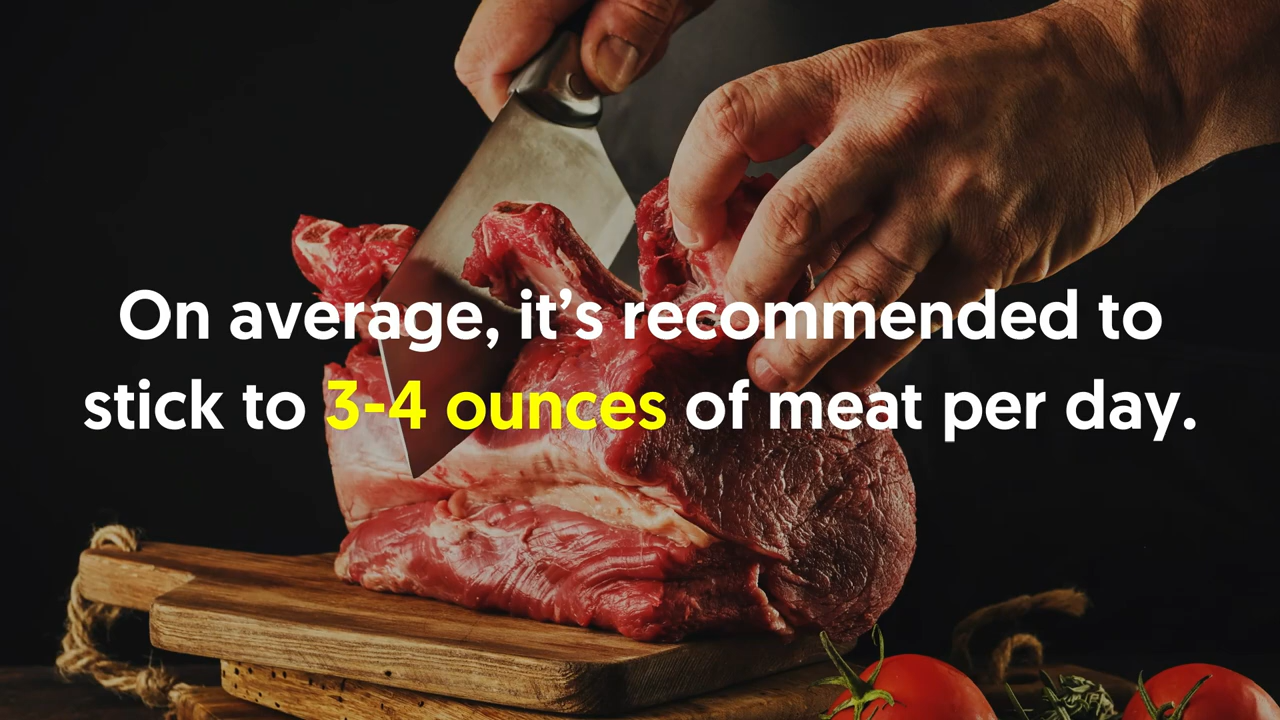 On average, it’s recommended to
stick to 3-4 ounces of meat per day.